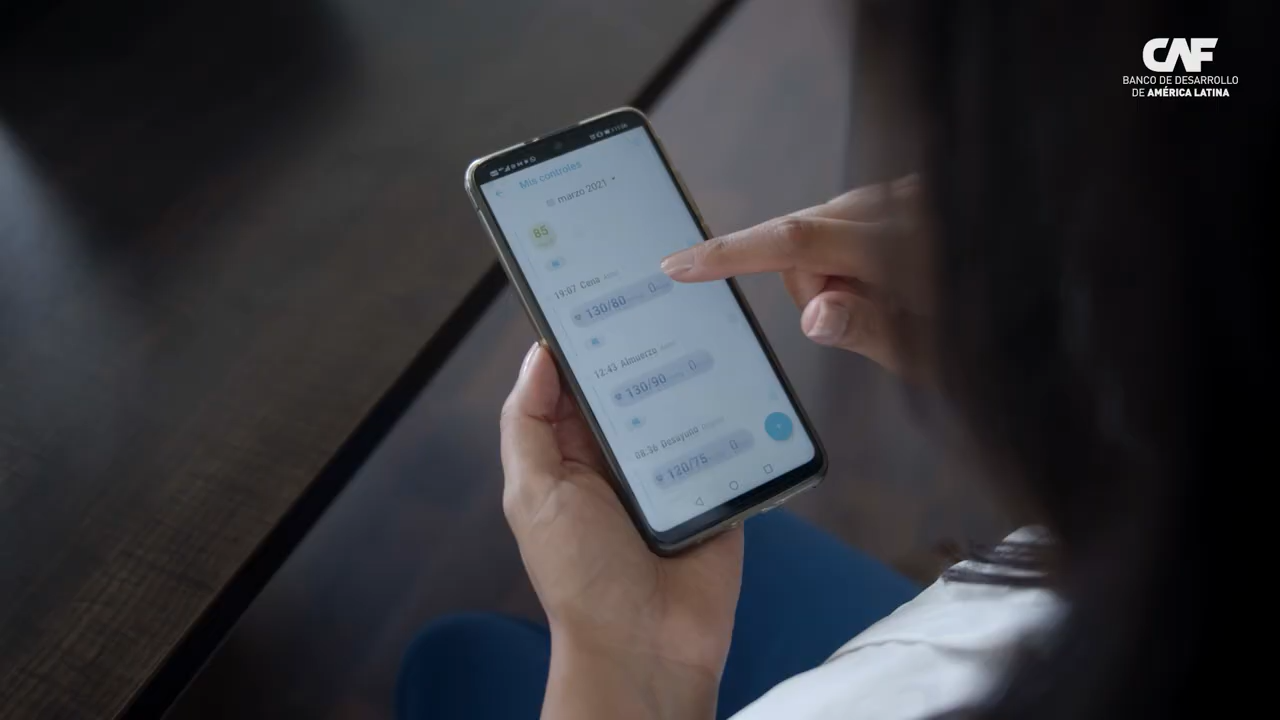 CAF
BANCO DE DESARROLLO
DE AMÉRICA LATINA
Mis controles
marzo 2021
85
19:07 Cena
130/80 0
12:43 Almuerzo
130/90 0
08:36 Desayuno
120/75 0